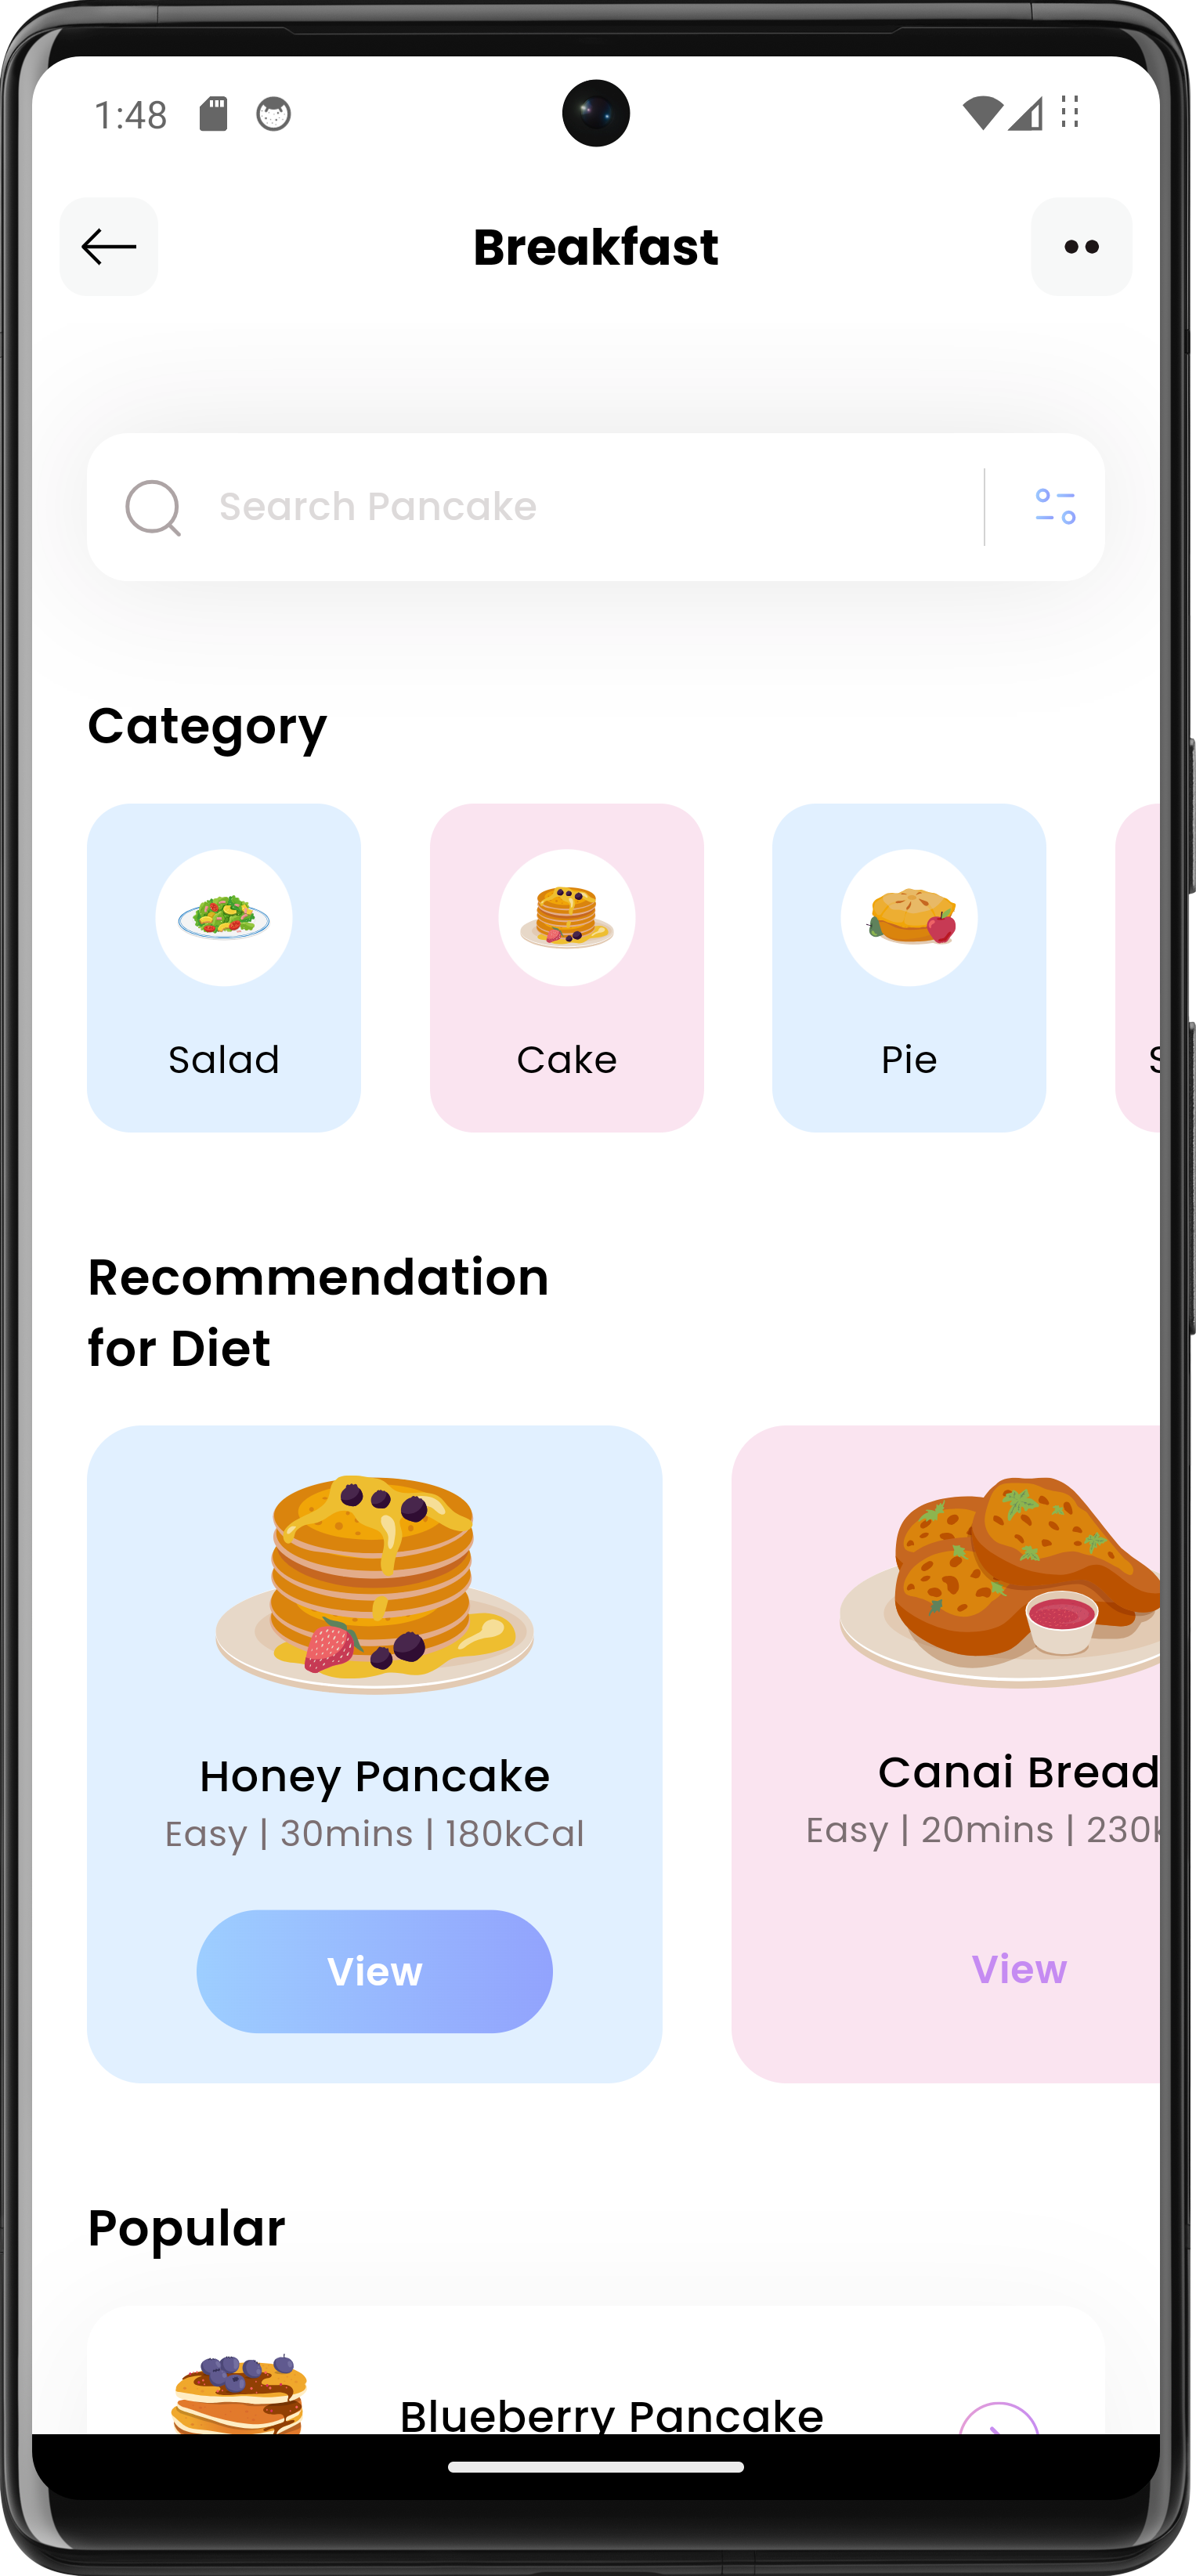 1:48
Breakfast
Search Pancake
Category
Salad
Cake
Pie
Recommendation
for Diet
Honey Pancake
Easy | 30mins | 180kCal
View
Canai Bread
Easy | 20mins | 230k
View
Popular
Blueberry Pancake